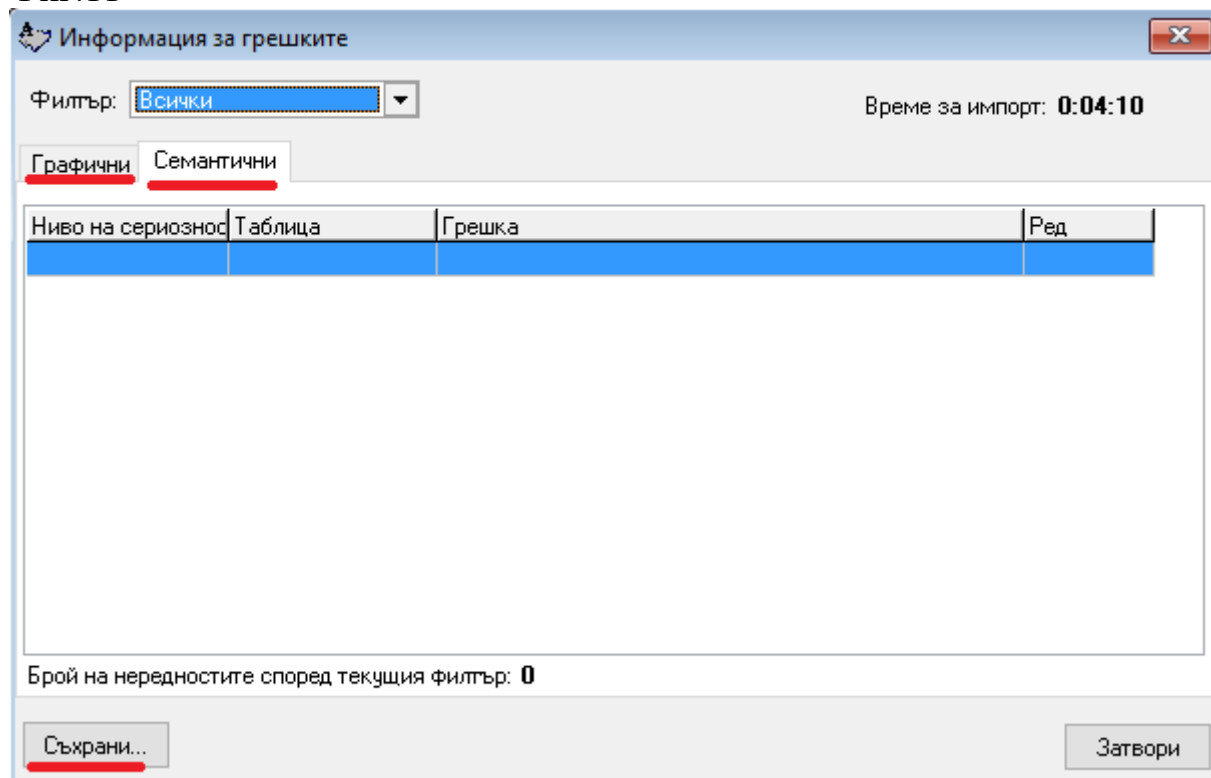 Информация за грешките
Филтър: Всички
Време за импорт: 0:04:10
Графични Семантични
Ниво на сериознос Таблица Грешка Ред
Брой на нередностите според текущия филтър: 0
Съхрани... Затвори